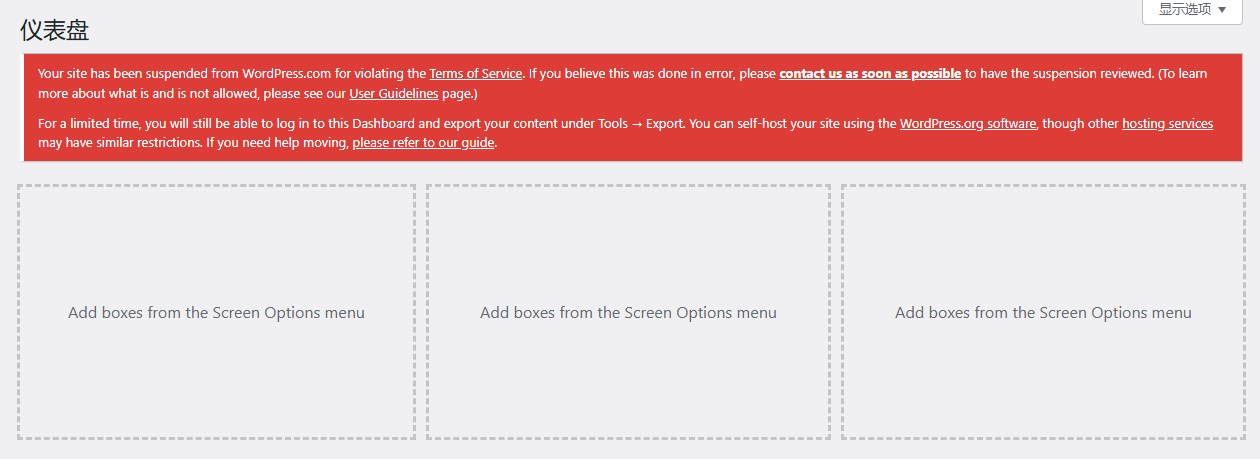 显示选项 ▼
仪表盘
Your site has been suspended from WordPress.com for violating the Terms of Service. If you believe this was done in error, please contact us as soon as possible to have the suspension reviewed. (To learn
more about what is and is not allowed, please see our User Guidelines page.)
For a limited time, you will still be able to log in to this Dashboard and export your content under Tools → Export. You can self-host your site using the WordPress.org software, though other hosting services
may have similar restrictions. If you need help moving, please refer to our guide.
Add boxes from the Screen Options menu
Add boxes from the Screen Options menu
Add boxes from the Screen Options menu